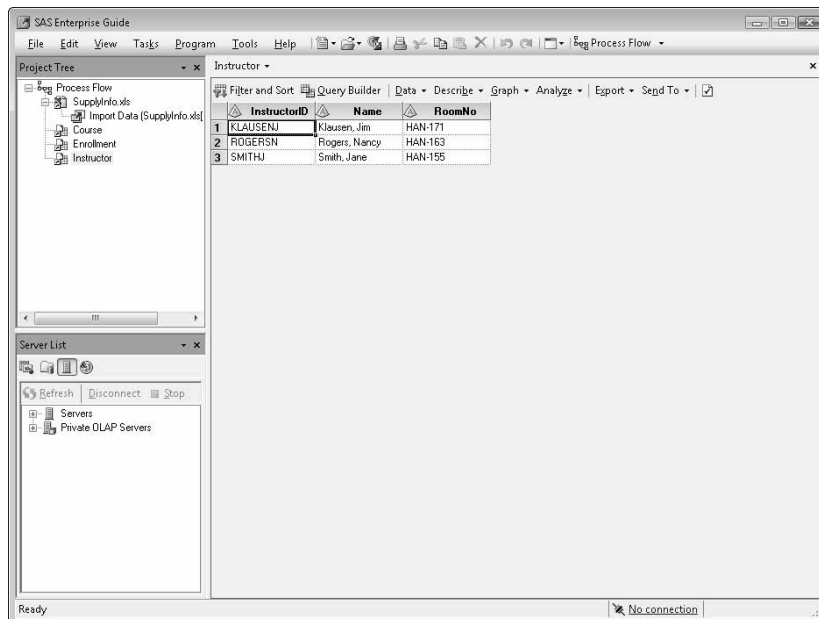 SAS Enterprise Guide
File Edit View Tasks Program Tools Help Process Flow
Project Tree
Process Flow
SupplyInfo.xls
Import Data (SupplyInfo.xls[
Course
Enrollment
Instructor
Instructor
Filter and Sort Query Builder Data Describe Graph Analyze Export Send To
InstructorID Name RoomNo
1 KLAUSENJ Klausen, Jim HAN-171
2 ROGERSN Rogers, Nancy HAN-163
3 SMITHJ Smith, Jane HAN-155
Server List
Refresh Disconnect Stop
Servers
Private OLAP Servers
Ready
No connection